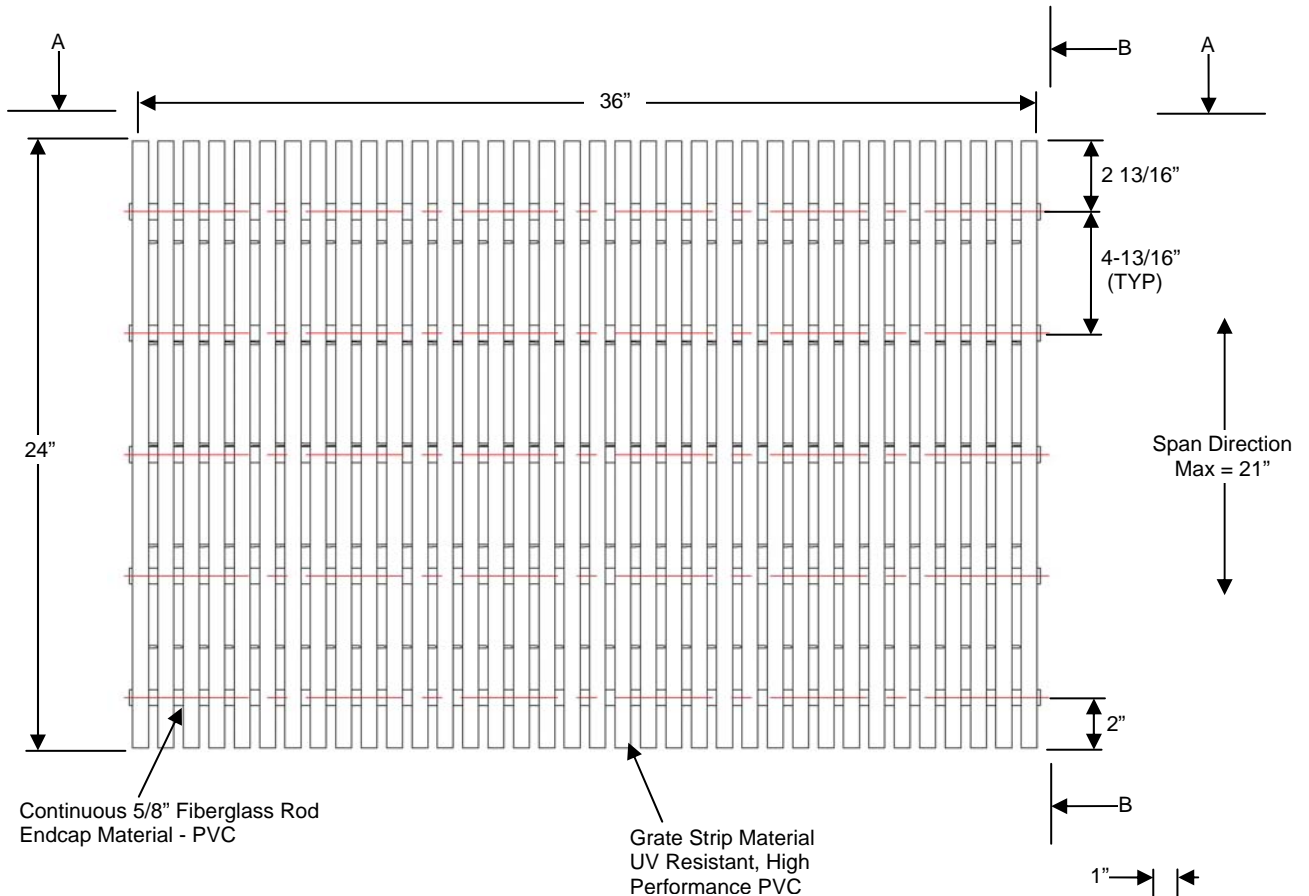 A
B
A
36”
2 13/16”
4-13/16”
(TYP)
24”
Span Direction
Max = 21”
2”
Continuous 5/8” Fiberglass Rod
Endcap Material - PVC
Grate Strip Material
UV Resistant, High
Performance PVC
B
1”